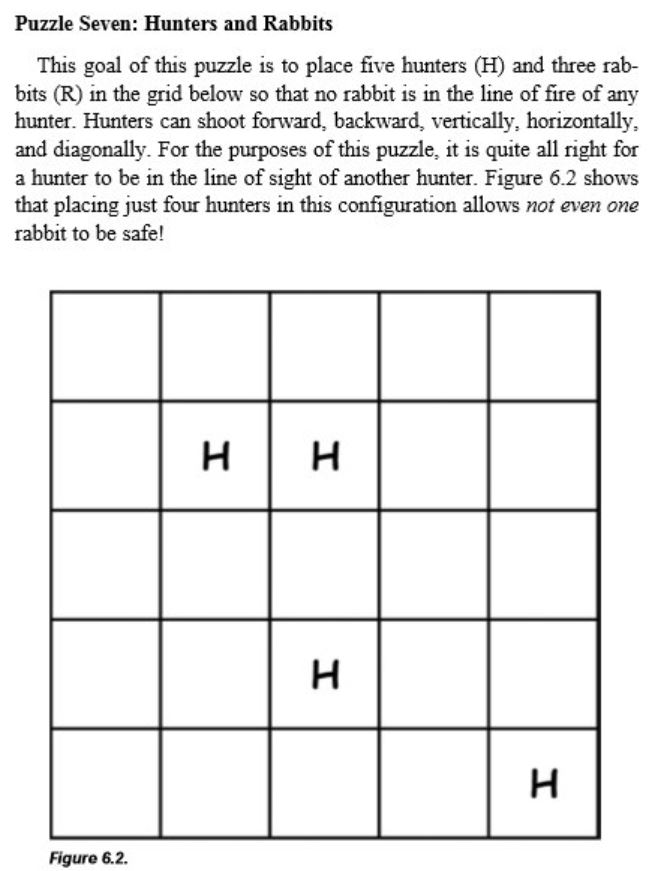 Puzzle Seven: Hunters and Rabbits
This goal of this puzzle is to place five hunters (H) and three rab-
bits (R) in the grid below so that no rabbit is in the line of fire of any
hunter. Hunters can shoot forward, backward, vertically, horizontally,
and diagonally. For the purposes of this puzzle, it is quite all right for
a hunter to be in the line of sight of another hunter. Figure 6.2 shows
that placing just four hunters in this configuration allows not even one
rabbit to be safe!
H H
H
H
Figure 6.2.